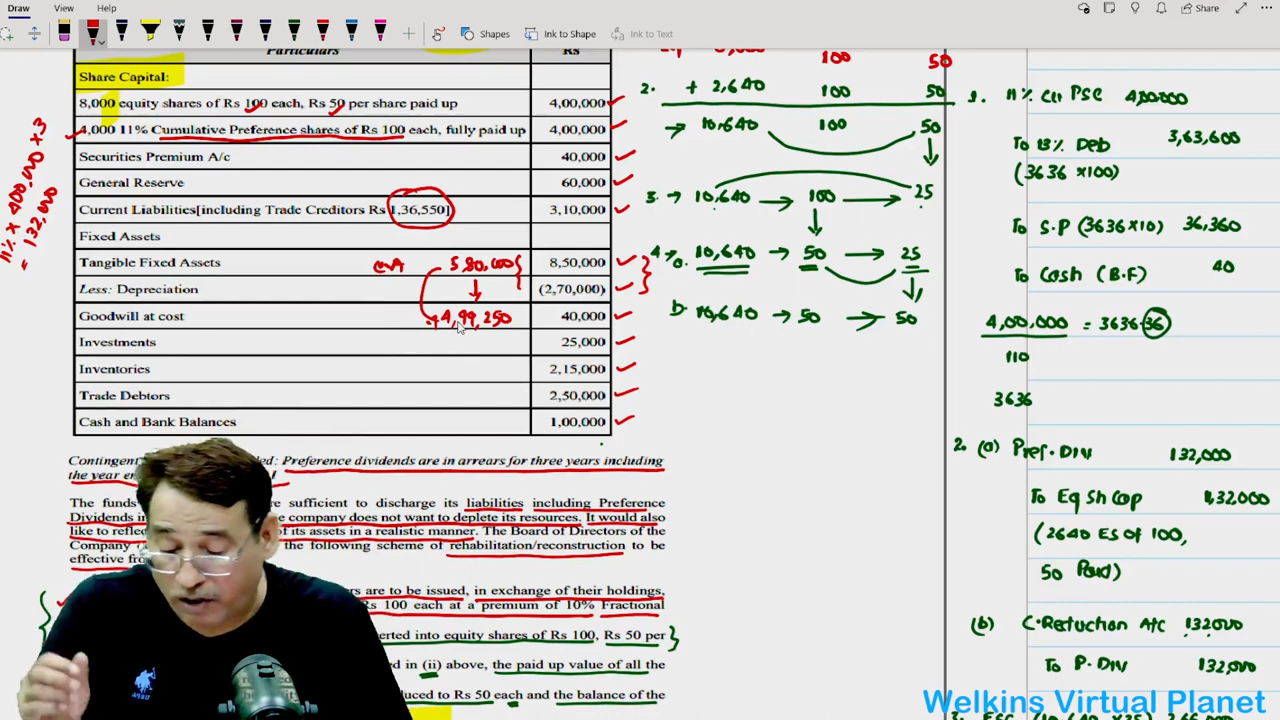 Draw View Help
Shapes Ink to Shape Ink to Math Share
Particulars Rs
Share Capital:
8,000 equity shares of Rs 100 each, Rs 50 per share paid up 4,00,000
4,000 11% Cumulative Preference shares of Rs 100 each, fully paid up 4,00,000
Securities Premium A/c 40,000
General Reserve 60,000
Current Liabilities[including Trade Creditors Rs 1,36,550] 3,10,000
Fixed Assets
Tangible Fixed Assets 8,50,000
Less: Depreciation (2,70,000)
Goodwill at cost 40,000
Investments 25,000
Inventories 2,15,000
Trade Debtors 2,50,000
Cash and Bank Balances 1,00,000
11% × 400,000 × 3
= 132,000
5,80,000
4,99,250
Contingent Preference dividends are in arrears for three years including
the year en
The funds sufficient to discharge its liabilities including Preference
Dividends in company does not want to deplete its resources. It would also
like to reflec of its assets in a realistic manner. The Board of Directors of the
Company the following scheme of rehabilitation/reconstruction to be
effective fro
are to be issued, in exchange of their holdings,
Rs 100 each at a premium of 10% Fractional
erted into equity shares of Rs 100, Rs 50 per
ed in (ii) above, the paid up value of all the
duced to Rs 50 each and the balance of the
100 50
2. + 2,640 100 50
→ 10,640 100 50
3. → 10,640 → 100 → 25
4. a. 10,640 → 50 → 25
b. 10,640 → 50 → 50
1. 11% Cu PSC 4,00,000
To 13% Deb 3,63,600
(3636 ×100)
To S.P (3636×10) 36,360
To Cash (B.F) 40
4,00,000 = 3636.36
110
3636
2. (a) Pref. Div 132,000
To Eq Sh Cap 1,32,000
(2640 ES of 100,
50 Paid)
(b) C. Reduction A/c 132,000
To P. Div 132,000
Welkins Virtual Planet